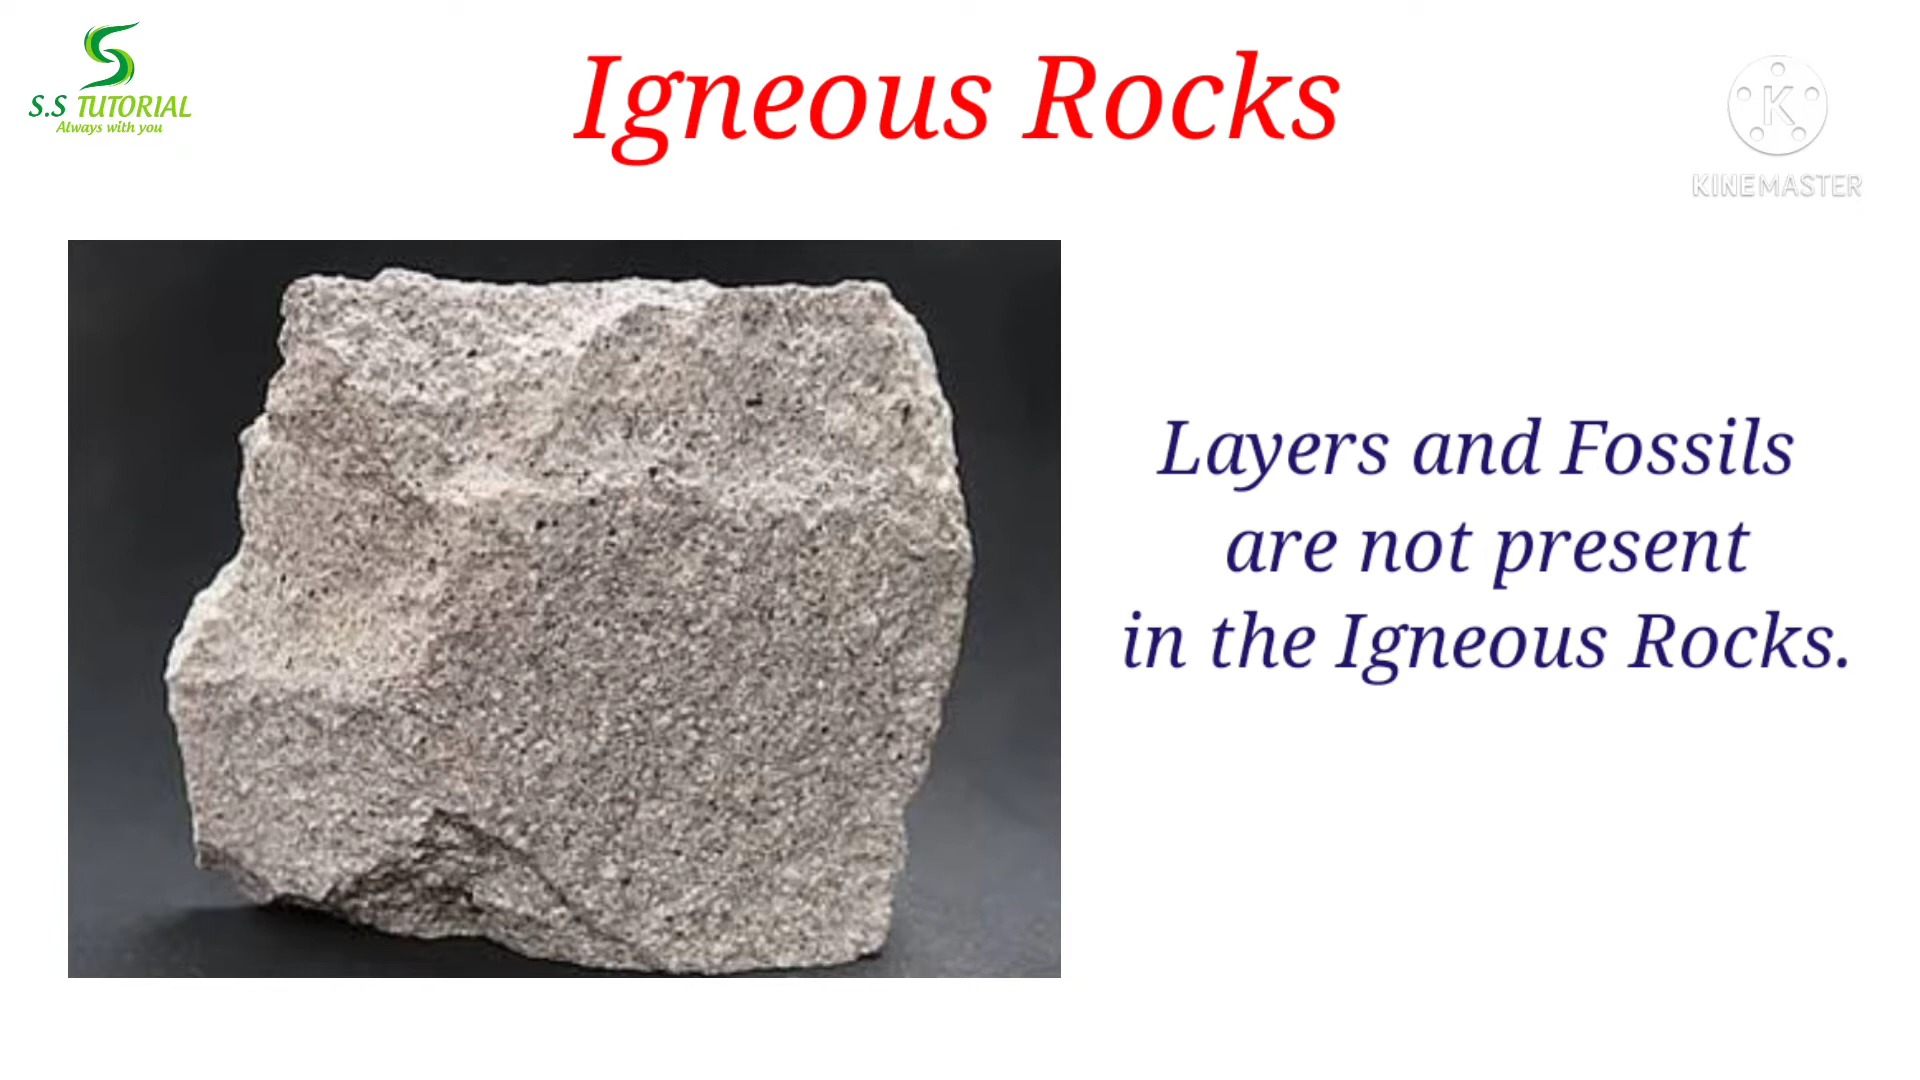 S.S TUTORIAL
Always with you
Igneous Rocks
K
KINEMASTER
Layers and Fossils
are not present
in the Igneous Rocks.